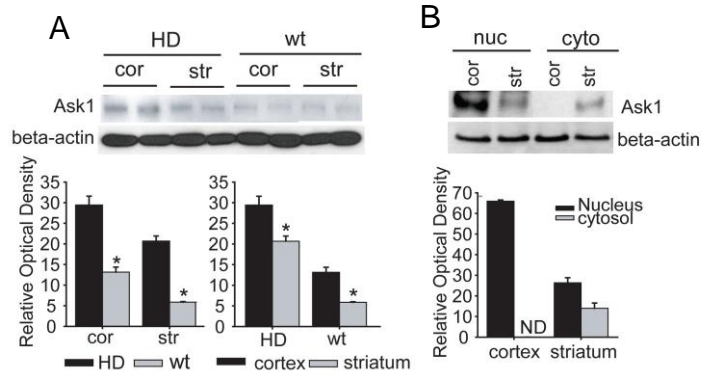 A
HD wt
cor str cor str
Ask1
beta-actin
Relative Optical Density
35
30
25
20
15
10
5
0
* *
cor str
HD wt
35
30
25
20
15
10
5
0
* *
HD wt
cortex striatum
B
nuc cyto
cor str cor str
Ask1
beta-actin
Relative Optical Density
70
60
50
40
30
20
10
0
Nucleus
cytosol
ND
cortex striatum